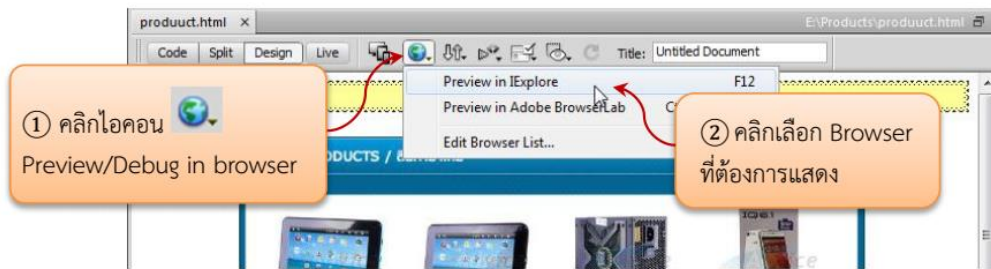 produuct.html ×
E:\Products\produuct.html
Code Split Design Live
Title: Untitled Document
Preview in IExplore F12
Preview in Adobe BrowserLab
Edit Browser List...
① คลิกไอคอน
Preview/Debug in browser
② คลิกเลือก Browser
ที่ต้องการแสดง